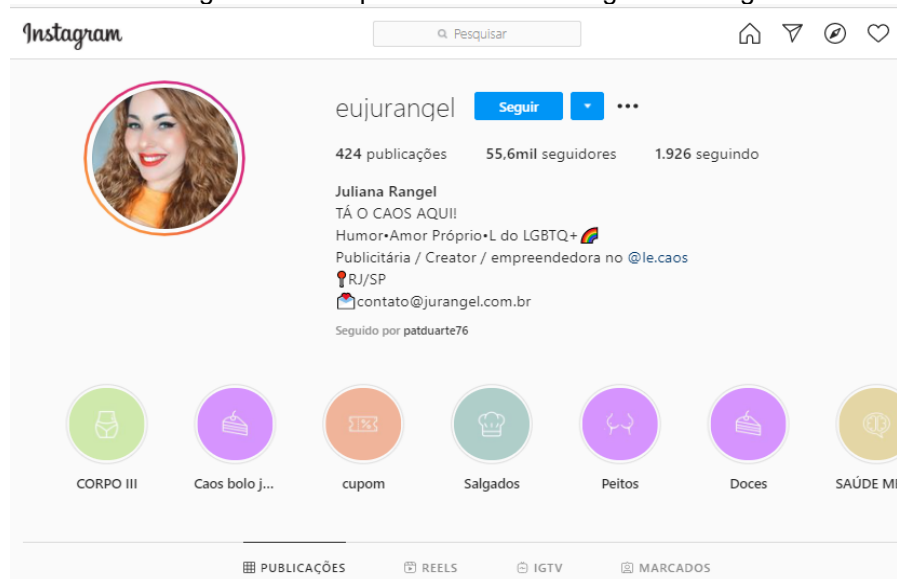 Instagram
Pesquisar
eujurangel Seguir
424 publicações 55,6mil seguidores 1.926 seguindo
Juliana Rangel
TÁ O CAOS AQUI!
Humor•Amor Próprio•L do LGBTQ+🌈
Publicitária / Creator / empreendedora no @le.caos
📍RJ/SP
💌contato@jurangel.com.br
Seguido por patduarte76
CORPO III Caos bolo j... cupom Salgados Peitos Doces SAÚDE
PUBLICAÇÕES REELS IGTV MARCADOS